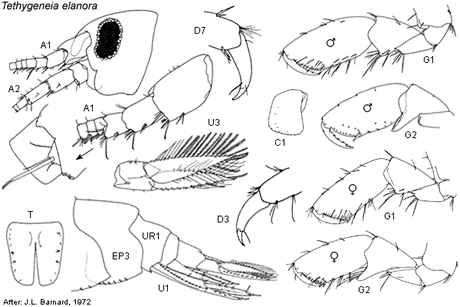 Tethygeneia elanora
A1
D7
♂
G1
A2
A1
U3
C1
♂
G2
♀
G1
D3
T
UR1
EP3
♀
G2
U1
After: J.L. Barnard, 1972